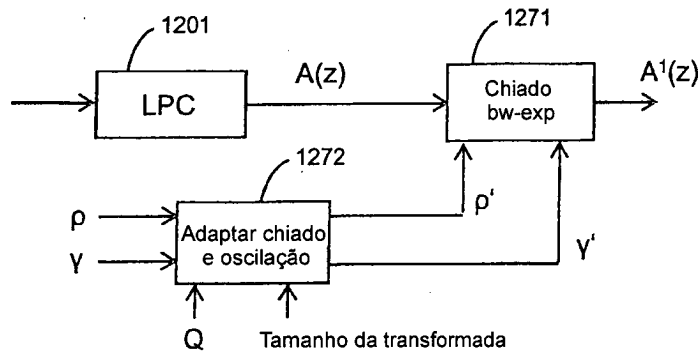 1201
1271
LPC
A(z)
Chiado
bw-exp
A¹(z)
1272
ρ
γ
Adaptar chiado
e oscilação
ρ‘
γ‘
Q
Tamanho da transformada